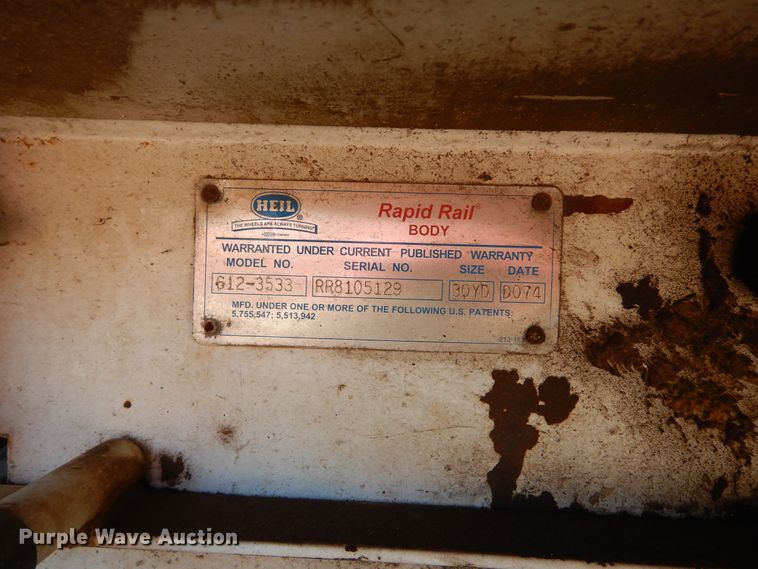 HEIL
THE WHEELS ARE ALWAYS TURNING
Rapid Rail®
BODY
WARRANTED UNDER CURRENT PUBLISHED WARRANTY
MODEL NO. SERIAL NO. SIZE DATE
612-3533 RR8105129 30YD D074
MFD. UNDER ONE OR MORE OF THE FOLLOWING U.S. PATENTS:
5,755,547; 5,513,942
Purple Wave Auction